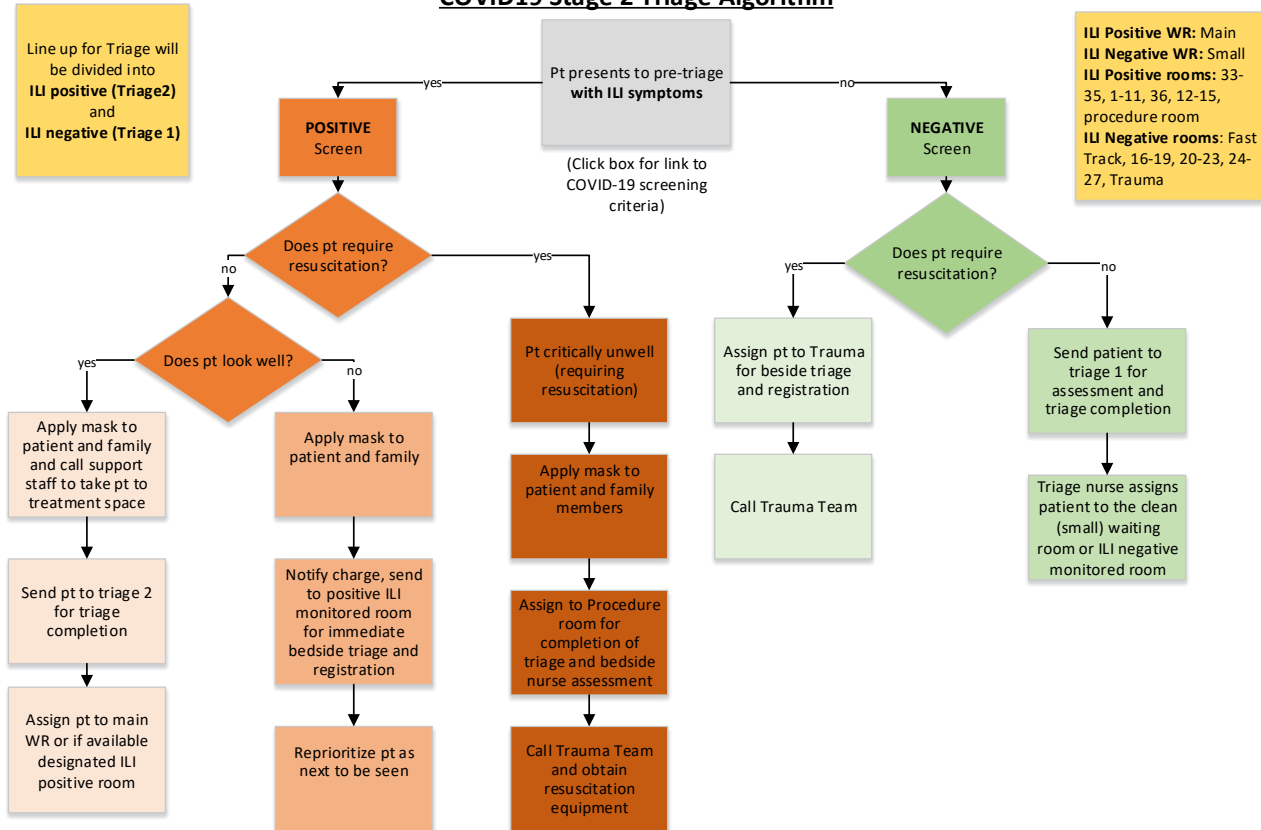 COVID19 Stage 2 Triage Algorithm
Line up for Triage will
be divided into
ILI positive (Triage2)
and
ILI negative (Triage 1)
Pt presents to pre-triage
with ILI symptoms
yes
no
ILI Positive WR: Main
ILI Negative WR: Small
ILI Positive rooms: 33-
35, 1-11, 36, 12-15,
procedure room
ILI Negative rooms: Fast
Track, 16-19, 20-23, 24-
27, Trauma
POSITIVE
Screen
(Click box for link to
COVID-19 screening
criteria)
NEGATIVE
Screen
Does pt require
resuscitation?
no
yes
Does pt require
resuscitation?
yes
no
Does pt look well?
yes
no
Pt critically unwell
(requiring
resuscitation)
Assign pt to Trauma
for beside triage
and registration
Send patient to
triage 1 for
assessment and
triage completion
Apply mask to
patient and family
and call support
staff to take pt to
treatment space
Apply mask to
patient and family
Apply mask to
patient and family
members
Call Trauma Team
Triage nurse assigns
patient to the clean
(small) waiting
room or ILI negative
monitored room
Send pt to triage 2
for triage
completion
Notify charge, send
to positive ILI
monitored room
for immediate
bedside triage and
registration
Assign to Procedure
room for
completion of
triage and bedside
nurse assessment
Assign pt to main
WR or if available
designated ILI
positive room
Reprioritize pt as
next to be seen
Call Trauma Team
and obtain
resuscitation
equipment